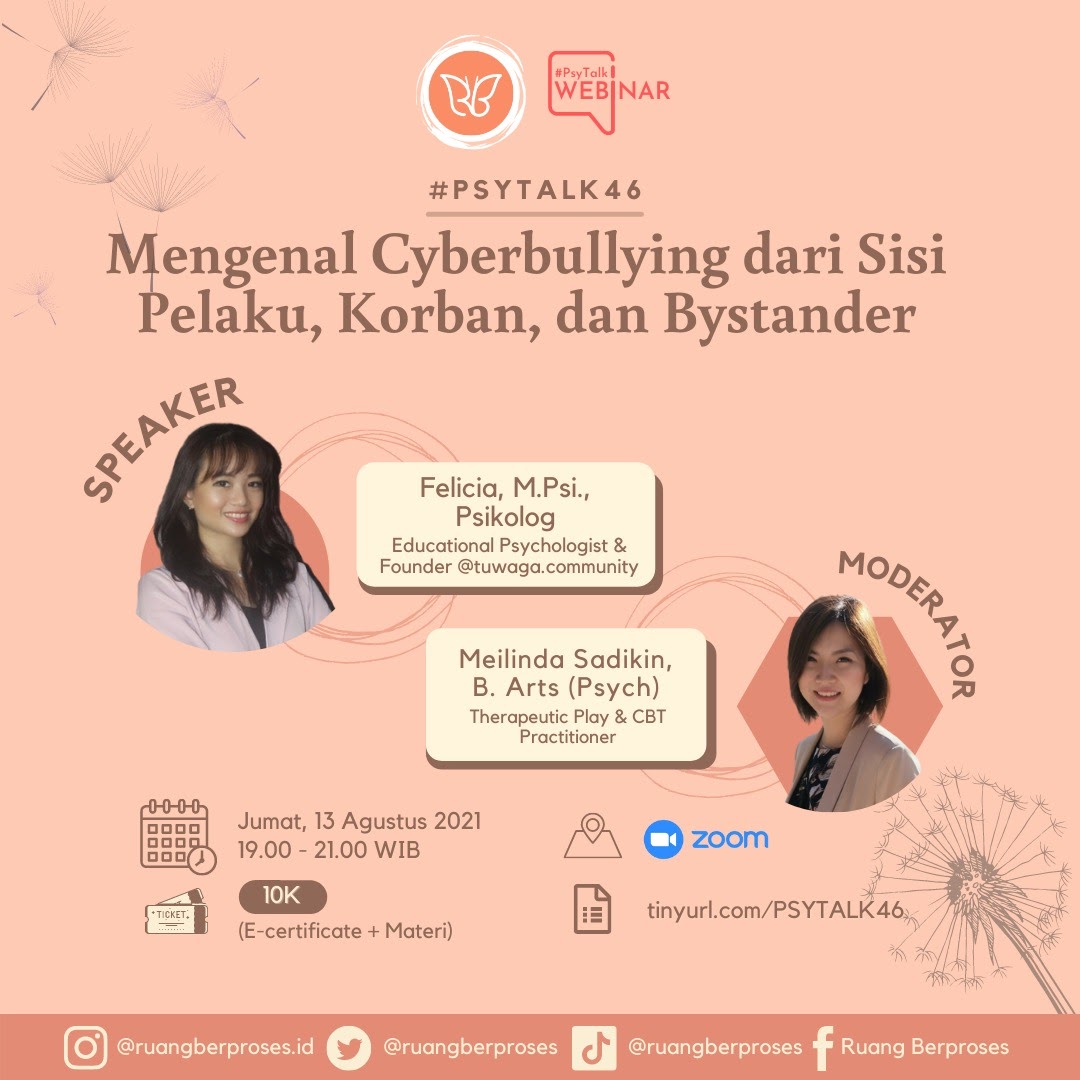 #PsyTalk
WEBINAR
#PSYTALK46
Mengenal Cyberbullying dari Sisi
Pelaku, Korban, dan Bystander
SPEAKER
Felicia, M.Psi.,
Psikolog
Educational Psychologist &
Founder @tuwaga.community
MODERATOR
Meilinda Sadikin,
B. Arts (Psych)
Therapeutic Play & CBT
Practitioner
Jumat, 13 Agustus 2021
19.00 - 21.00 WIB
zoom
TICKET
10K
(E-certificate + Materi)
tinyurl.com/PSYTALK46
@ruangberproses.id
@ruangberproses
@ruangberproses
Ruang Berproses